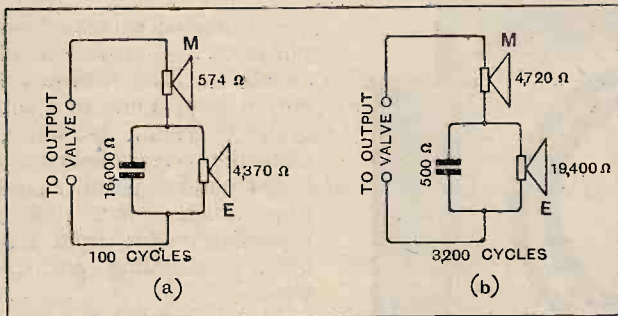 M
574 Ω
TO OUTPUT
VALVE
16,000 Ω
4,370 Ω
E
100 CYCLES
(a)
M
4,720 Ω
TO OUTPUT
VALVE
500 Ω
19,400 Ω
E
3,200 CYCLES
(b)